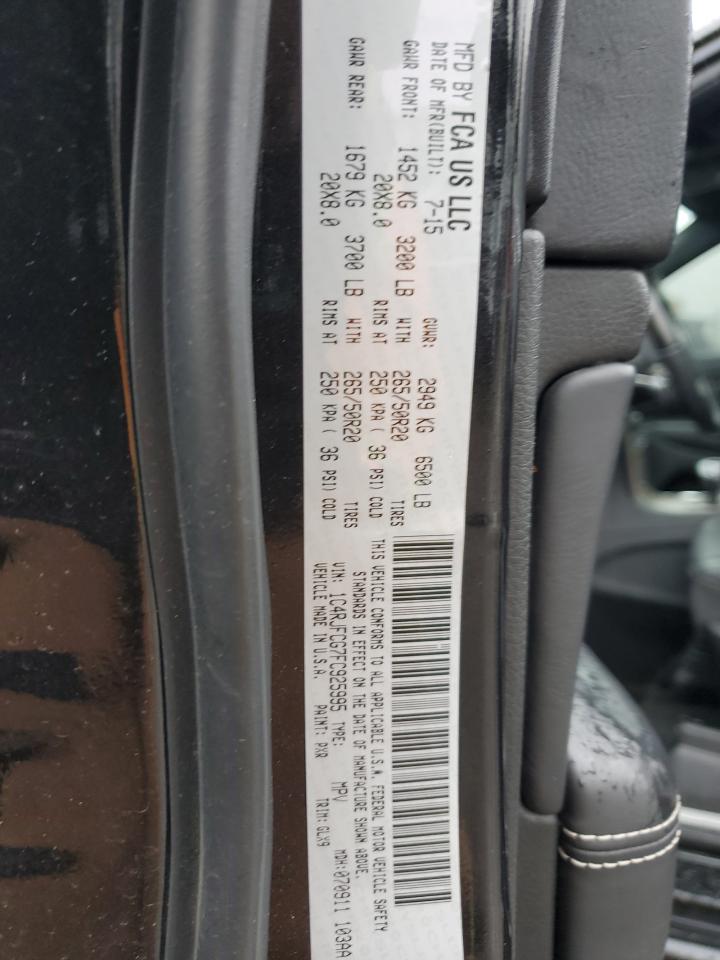 MFD BY FCA US LLC
DATE OF MFR(BUILT): 7-15 GVWR: 2949 KG 6500 LB
GAWR FRONT: 1452 KG 3200 LB WITH 265/50R20 TIRES
20X8.0 RIMS AT 250 KPA ( 36 PSI) COLD
GAWR REAR: 1679 KG 3700 LB WITH 265/50R20 TIRES
20X8.0 RIMS AT 250 KPA ( 36 PSI) COLD
THIS VEHICLE CONFORMS TO ALL APPLICABLE U.S.A. FEDERAL MOTOR VEHICLE SAFETY
STANDARDS IN EFFECT ON THE DATE OF MANUFACTURE SHOWN ABOVE.
VIN: 1C4RJFCG7FC925995 TYPE: MPV MDH:070911 103AA
VEHICLE MADE IN U.S.A. PAINT: PXR TRIM: GLX9